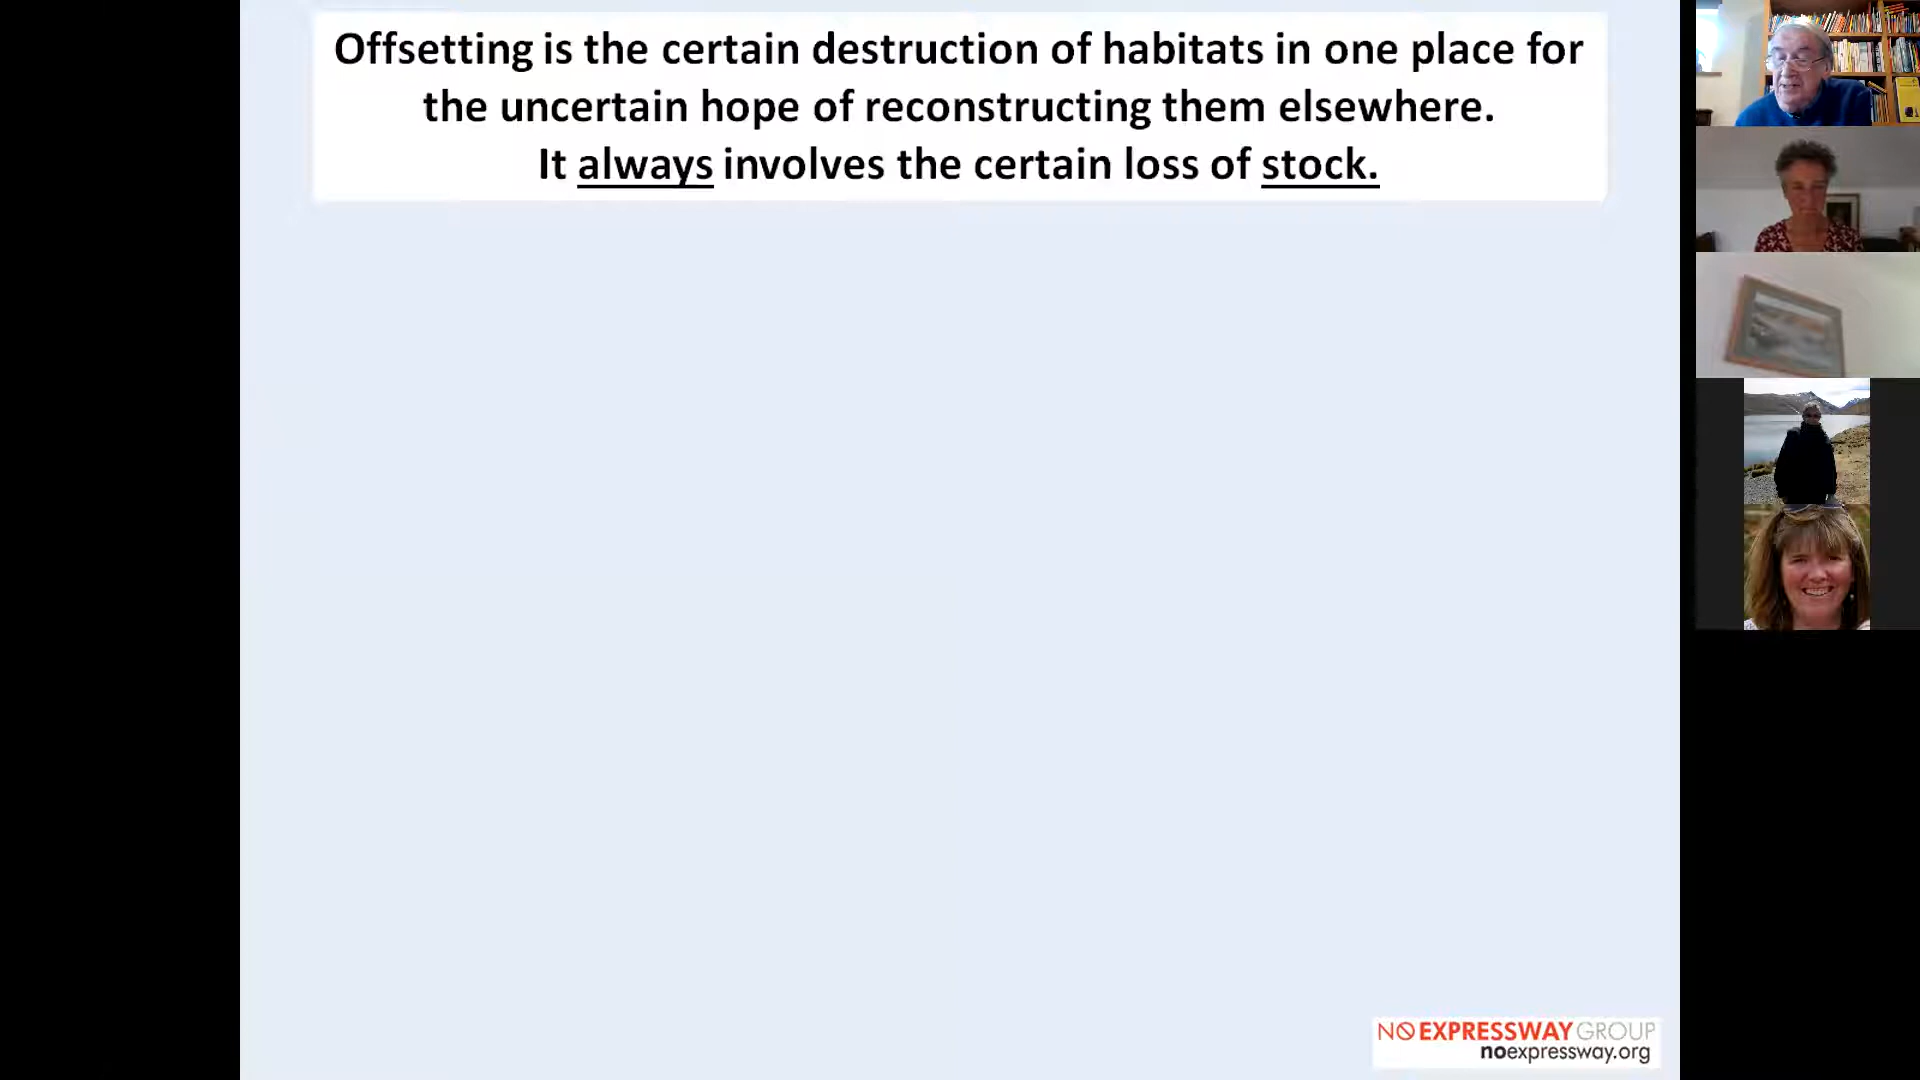 Offsetting is the certain destruction of habitats in one place for
the uncertain hope of reconstructing them elsewhere.
It always involves the certain loss of stock.
NO EXPRESSWAY GROUP
noexpressway.org